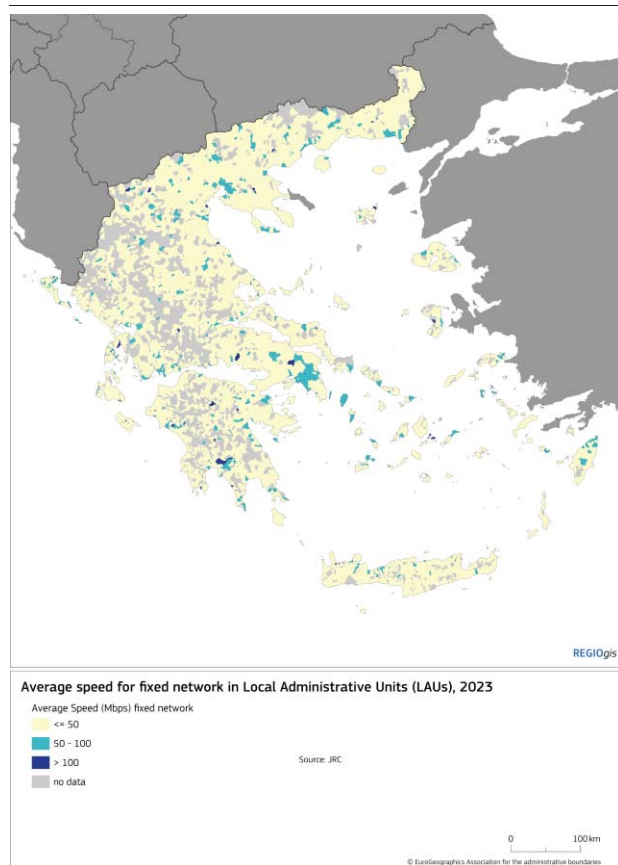 REGIOgis
Average speed for fixed network in Local Administrative Units (LAUs), 2023
Average Speed (Mbps) fixed network
<= 50
50 - 100
> 100
no data
Source: JRC
0 100 km
© EuroGeographics Association for the administrative boundaries